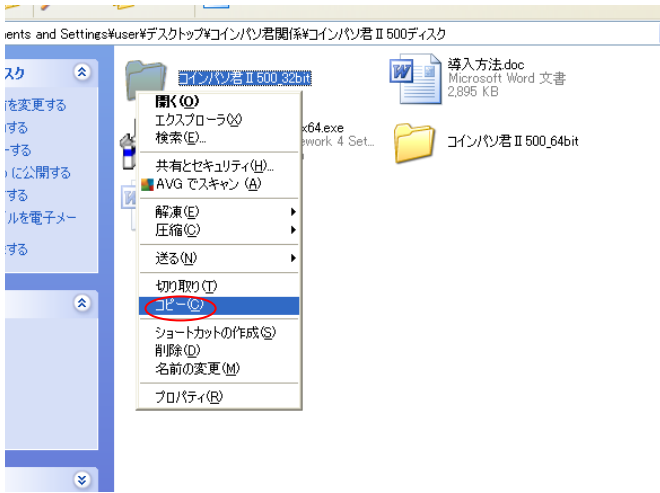 ments and Settings¥user¥デスクトップ¥コインパソ君関係¥コインパソ君Ⅱ500ディスク
スク
を変更する
する
ーする
に公開する
する
ルを電子メー
する
コインパソ君Ⅱ500_32bit
導入方法.doc
Microsoft Word 文書
2,895 KB
x64.exe
ework 4 Set...
コインパソ君Ⅱ500_64bit
開く(O)
エクスプローラ(X)
検索(E)...
共有とセキュリティ(H)...
AVG でスキャン (A)
解凍(E)
圧縮(C)
送る(N)
切り取り(T)
コピー(C)
ショートカットの作成(S)
削除(D)
名前の変更(M)
プロパティ(R)